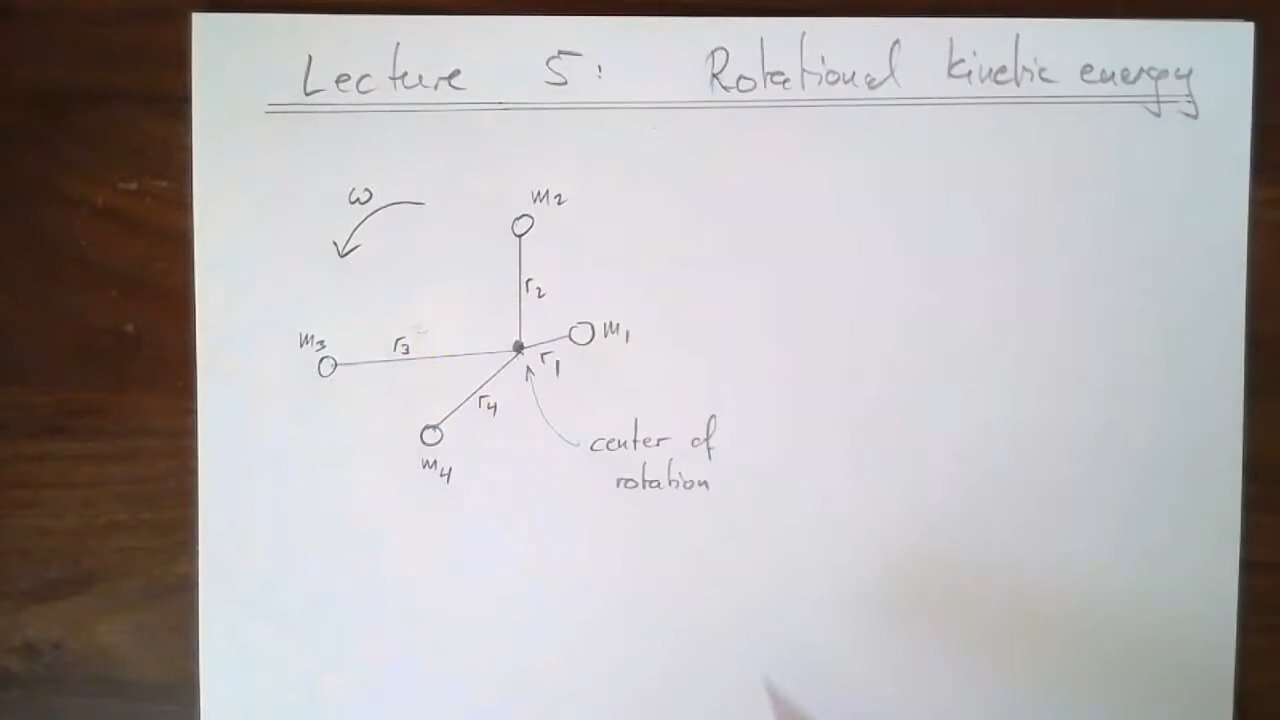 Lecture 5: Rotational kinetic energy
ω
m2
r2
m3
r3
m1
r1
r4
m4
center of
rotation